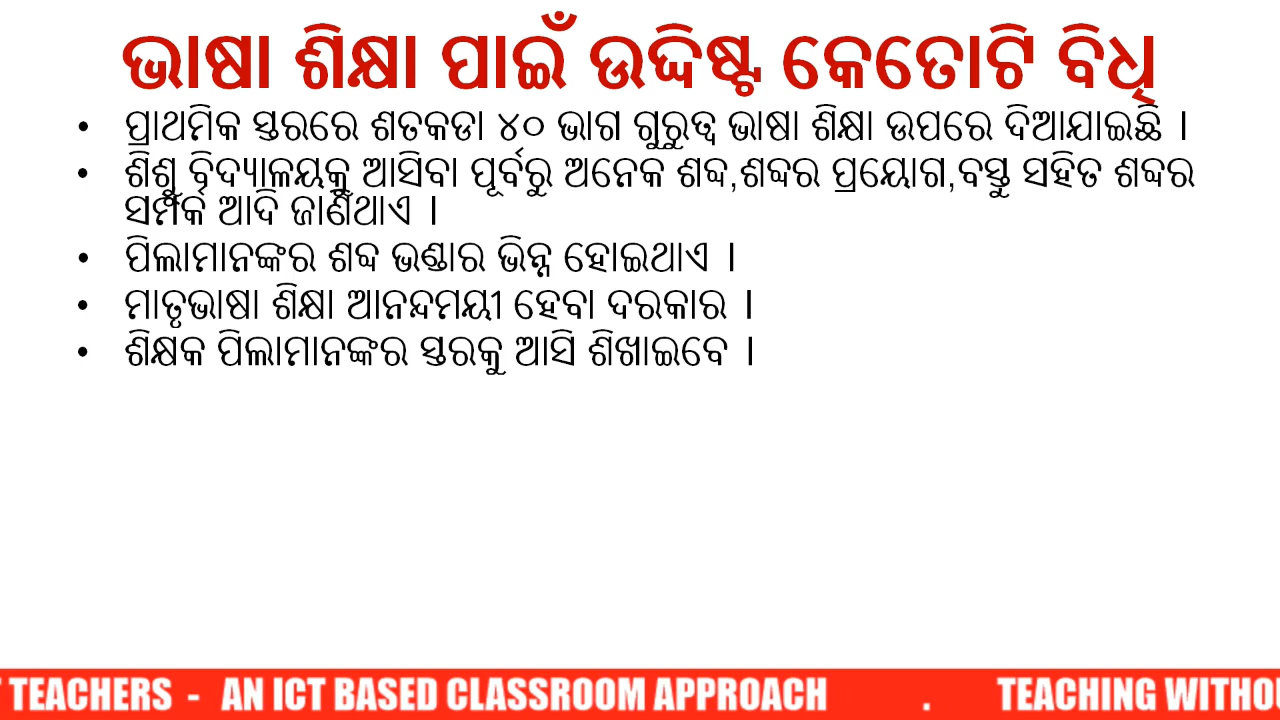 ଭାଷା ଶିକ୍ଷା ପାଇଁ ଉଦ୍ଦିଷ୍ଟ କେତୋଟି ବିଧି
• ପ୍ରାଥମିକ ସ୍ତରରେ ଶତକଡା ୪୦ ଭାଗ ଗୁରୁତ୍ୱ ଭାଷା ଶିକ୍ଷା ଉପରେ ଦିଆଯାଇଛି ।
• ଶିଶୁ ବିଦ୍ୟାଳୟକୁ ଆସିବା ପୂର୍ବରୁ ଅନେକ ଶବ୍ଦ,ଶବ୍ଦର ପ୍ରୟୋଗ,ବସ୍ତୁ ସହିତ ଶବ୍ଦର
ସମ୍ପର୍କ ଆଦି ଜାଣିଥାଏ ।
• ପିଲାମାନଙ୍କର ଶବ୍ଦ ଭଣ୍ଡାର ଭିନ୍ନ ହୋଇଥାଏ ।
• ମାତୃଭାଷା ଶିକ୍ଷା ଆନନ୍ଦମୟୀ ହେବା ଦରକାର ।
• ଶିକ୍ଷକ ପିଲାମାନଙ୍କର ସ୍ତରକୁ ଆସି ଶିଖାଇବେ ।
TEACHERS - AN ICT BASED CLASSROOM APPROACH . TEACHING